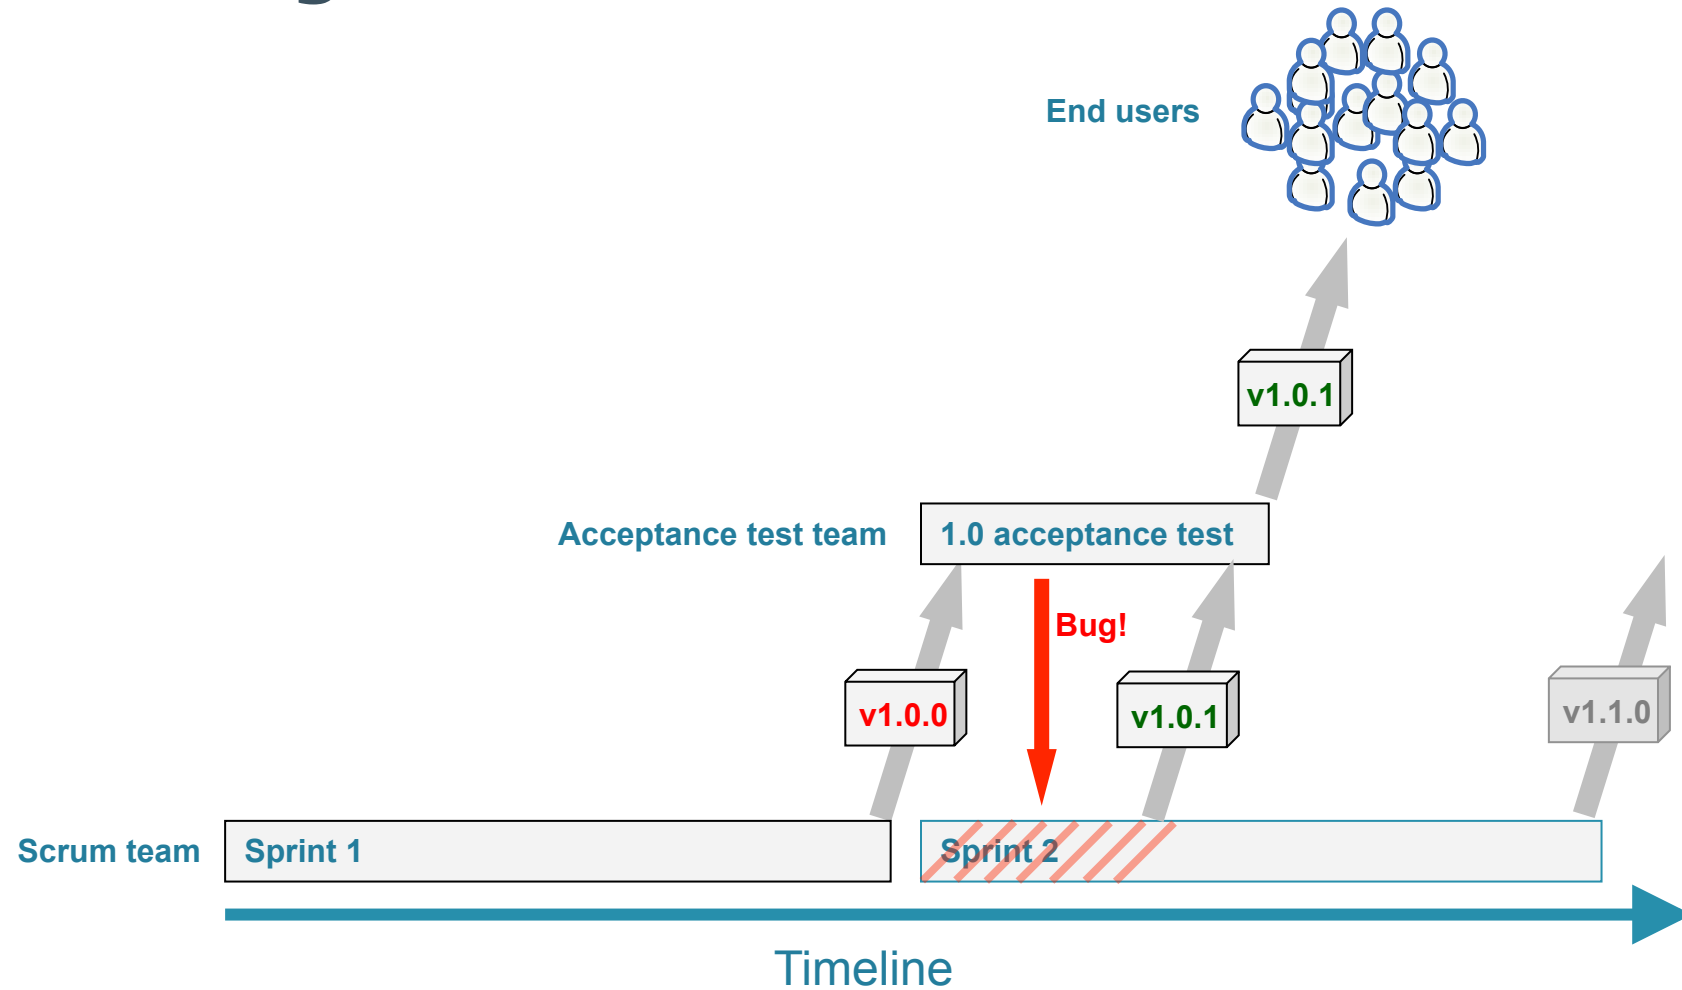 End users
v1.0.1
Acceptance test team
1.0 acceptance test
Bug!
v1.0.0
v1.0.1
v1.1.0
Scrum team
Sprint 1
Sprint 2
Timeline